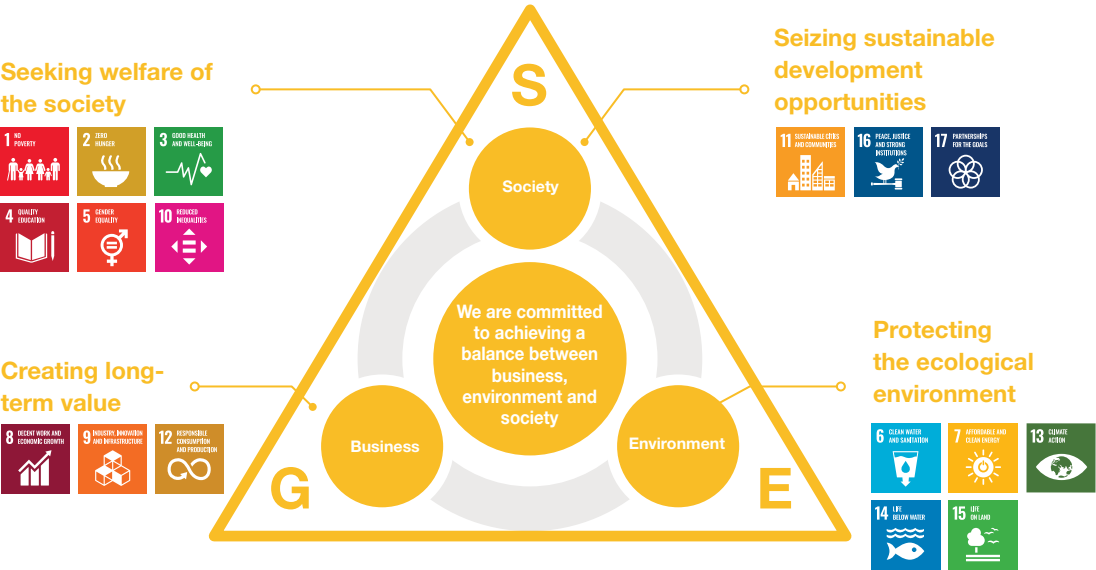 Seeking welfare of
the society
1 NO
POVERTY
2 ZERO
HUNGER
3 GOOD HEALTH
AND WELL-BEING
4 QUALITY
EDUCATION
5 GENDER
EQUALITY
10 REDUCED
INEQUALITIES
Seizing sustainable
development
opportunities
11 SUSTAINABLE CITIES
AND COMMUNITIES
16 PEACE, JUSTICE
AND STRONG
INSTITUTIONS
17 PARTNERSHIPS
FOR THE GOALS
S
Society
We are committed
to achieving a
balance between
business,
environment and
society
Business
Environment
G
E
Creating long-
term value
8 DECENT WORK AND
ECONOMIC GROWTH
9 INDUSTRY, INNOVATION
AND INFRASTRUCTURE
12 RESPONSIBLE
CONSUMPTION
AND PRODUCTION
Protecting
the ecological
environment
6 CLEAN WATER
AND SANITATION
7 AFFORDABLE AND
CLEAN ENERGY
13 CLIMATE
ACTION
14 LIFE
BELOW WATER
15 LIFE
ON LAND